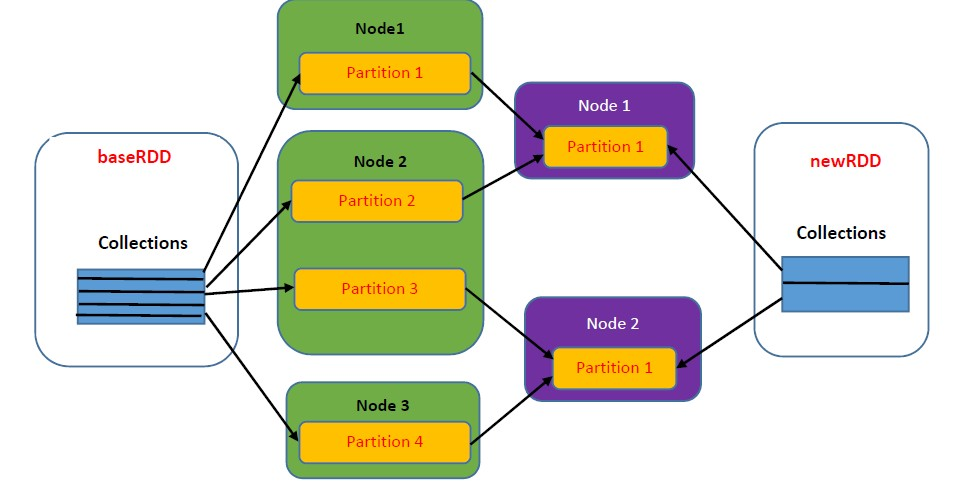 baseRDD
Collections
Node1
Partition 1
Node 2
Partition 2
Partition 3
Node 3
Partition 4
Node 1
Partition 1
Node 2
Partition 1
newRDD
Collections